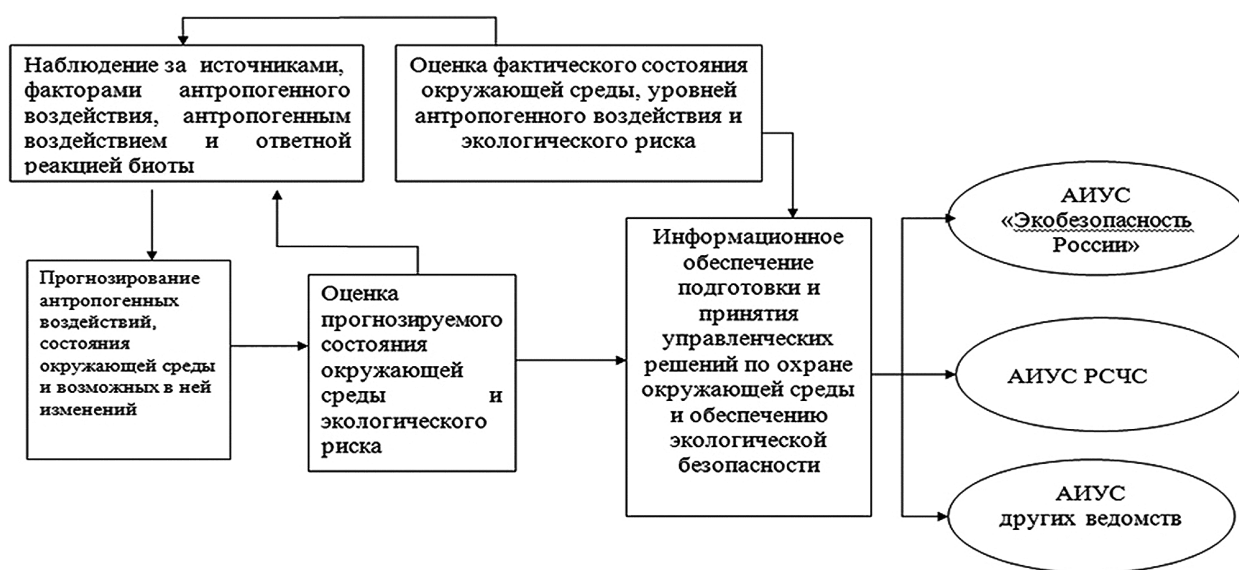 Наблюдение за источниками,
факторами антропогенного
воздействия, антропогенным
воздействием и ответной
реакцией биоты
Оценка фактического состояния
окружающей среды, уровней
антропогенного воздействия и
экологического риска
Прогнозирование
антропогенных
воздействий,
состояния
окружающей среды
и возможных в ней
изменений
Оценка
прогнозируемого
состояния
окружающей
среды и
экологического
риска
Информационное
обеспечение
подготовки и
принятия
управленческих
решений по охране
окружающей среды
и обеспечению
экологической
безопасности
АИУС
«Экобезопасность
России»
АИУС РСЧС
АИУС
других ведомств